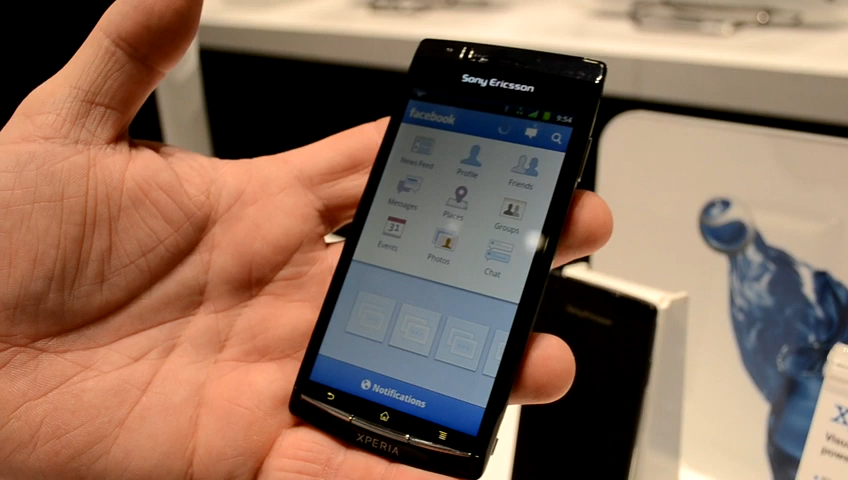 Sony Ericsson
9:54
facebook
News Feed
Profile
Friends
Messages
Places
Groups
31
Events
Photos
Chat
Notifications
XPERIA
X